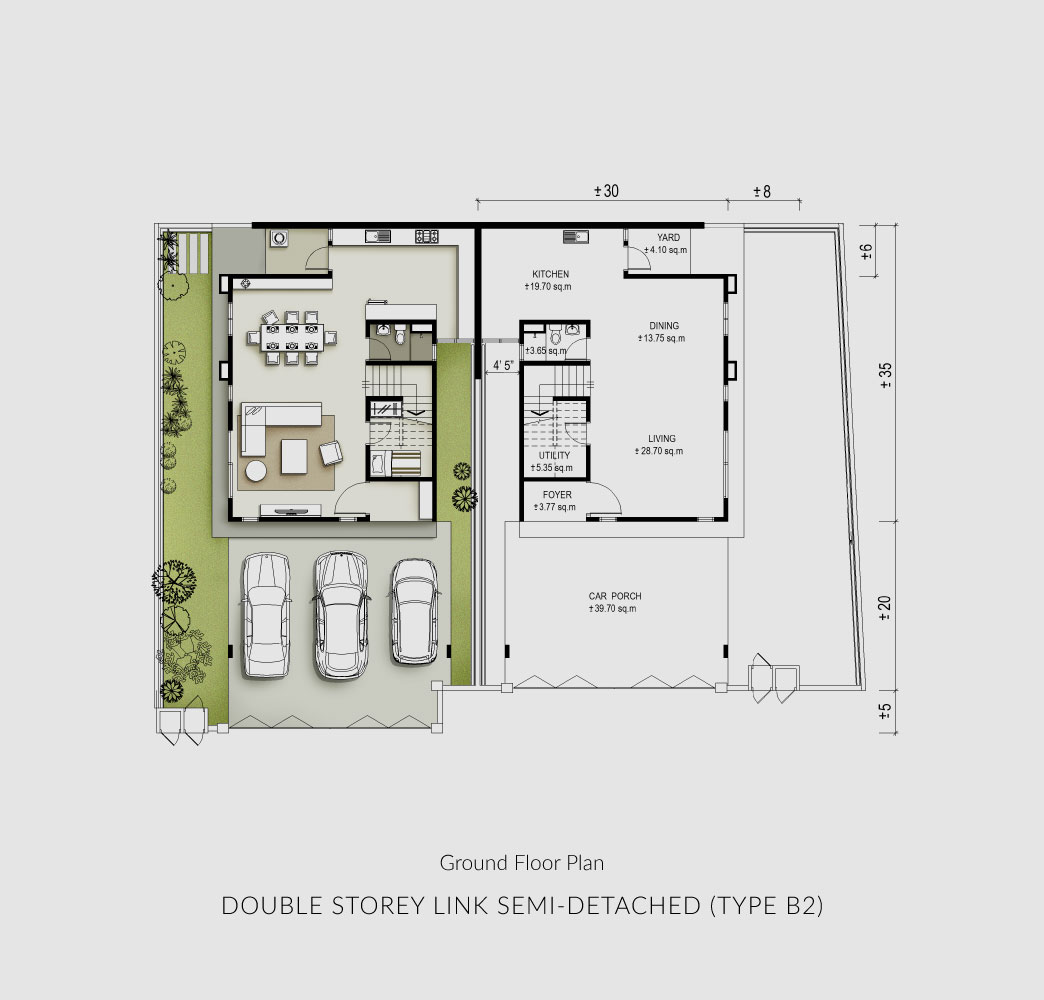 ±30
±8
YARD
±4.10 sq.m
±6
KITCHEN
±19.70 sq.m
DINING
±13.75 sq.m
±3.65 sq.m
4' 5"
±35
LIVING
±28.70 sq.m
UTILITY
±5.35 sq.m
FOYER
±3.77 sq.m
CAR PORCH
±39.70 sq.m
±20
±5
Ground Floor Plan
DOUBLE STOREY LINK SEMI-DETACHED (TYPE B2)